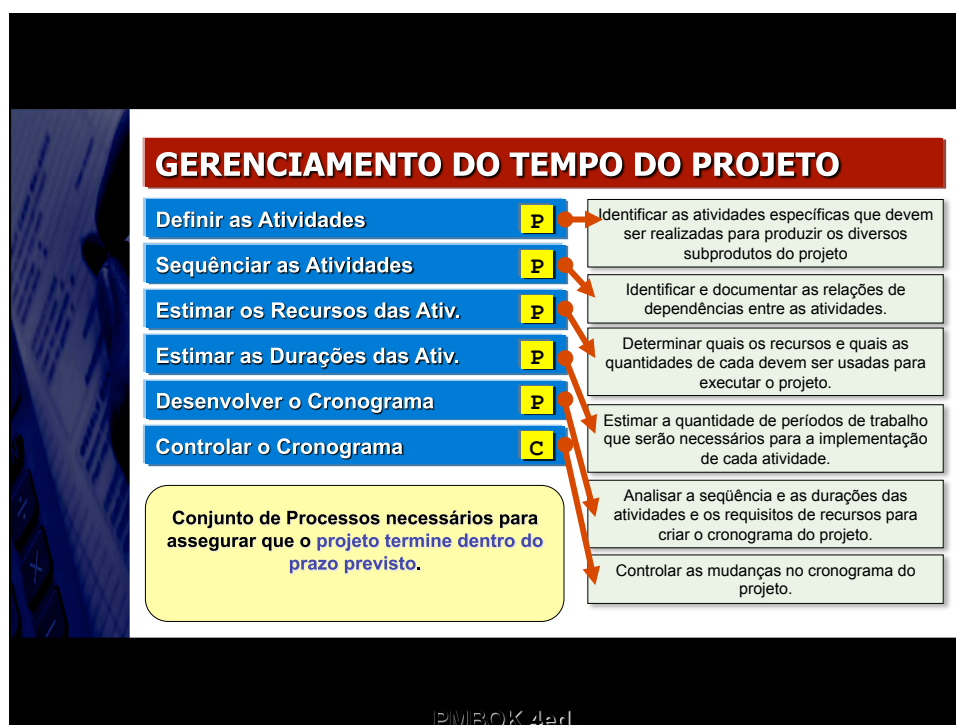 GERENCIAMENTO DO TEMPO DO PROJETO
Definir as Atividades P
Sequênciar as Atividades P
Estimar os Recursos das Ativ. P
Estimar as Durações das Ativ. P
Desenvolver o Cronograma P
Controlar o Cronograma C
Conjunto de Processos necessários para
assegurar que o projeto termine dentro do
prazo previsto.
Identificar as atividades específicas que devem
ser realizadas para produzir os diversos
subprodutos do projeto
Identificar e documentar as relações de
dependências entre as atividades.
Determinar quais os recursos e quais as
quantidades de cada devem ser usadas para
executar o projeto.
Estimar a quantidade de períodos de trabalho
que serão necessários para a implementação
de cada atividade.
Analisar a seqüência e as durações das
atividades e os requisitos de recursos para
criar o cronograma do projeto.
Controlar as mudanças no cronograma do
projeto.
PMBOK 4ed